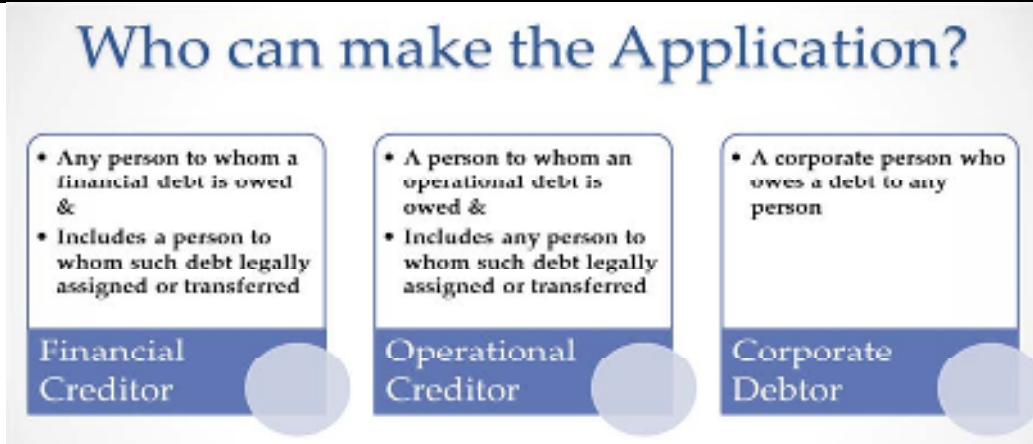 Who can make the Application?
• Any person to whom a
financial debt is owed
&
• Includes a person to
whom such debt legally
assigned or transferred
Financial
Creditor
• A person to whom an
operational debt is
owed &
• Includes any person to
whom such debt legally
assigned or transferred
Operational
Creditor
• A corporate person who
owes a debt to any
person
Corporate
Debtor